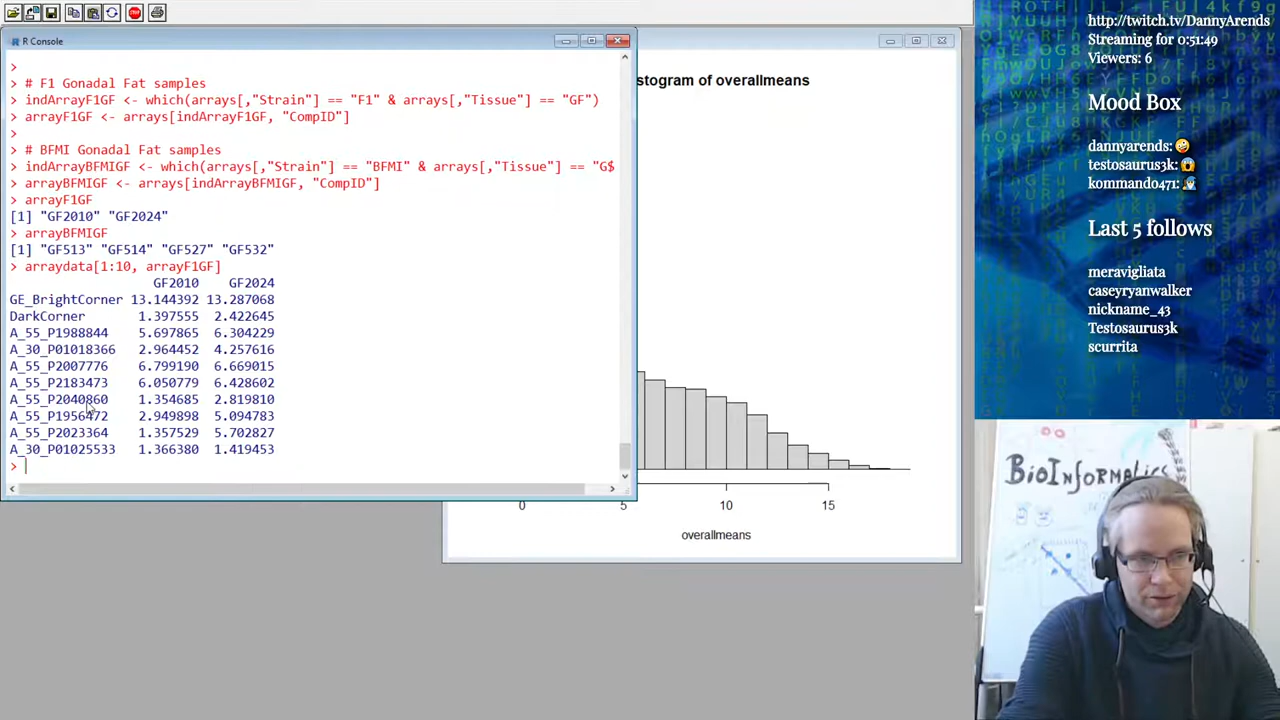 R Console
>
> # F1 Gonadal Fat samples
> indArrayF1GF <- which(arrays[,"Strain"] == "F1" & arrays[,"Tissue"] == "GF")
> arrayF1GF <- arrays[indArrayF1GF, "CompID"]
>
> # BFMI Gonadal Fat samples
> indArrayBFMIGF <- which(arrays[,"Strain"] == "BFMI" & arrays[,"Tissue"] == "G$
> arrayBFMIGF <- arrays[indArrayBFMIGF, "CompID"]
> arrayF1GF
[1] "GF2010" "GF2024"
> arrayBFMIGF
[1] "GF513" "GF514" "GF527" "GF532"
> arraydata[1:10, arrayF1GF]
GF2010 GF2024
GE_BrightCorner 13.144392 13.287068
DarkCorner 1.397555 2.422645
A_55_P1988844 5.697865 6.304229
A_30_P01018366 2.964452 4.257616
A_55_P2007776 6.799190 6.669015
A_55_P2183473 6.050779 6.428602
A_55_P2040860 1.354685 2.819810
A_55_P1956472 2.949898 5.094783
A_55_P2023364 1.357529 5.702827
A_30_P01025533 1.366380 1.419453
>
stogram of overallmeans
0 5 10 15
overallmeans
http://twitch.tv/DannyArends
Streaming for 0:51:49
Viewers: 6
Mood Box
dannyarends: 🤪
testosaurus3k: 😱
kommando471: 🧞
Last 5 follows
meravigliata
caseyryanwalker
nickname_43
Testosaurus3k
scurrita
BioInformatics